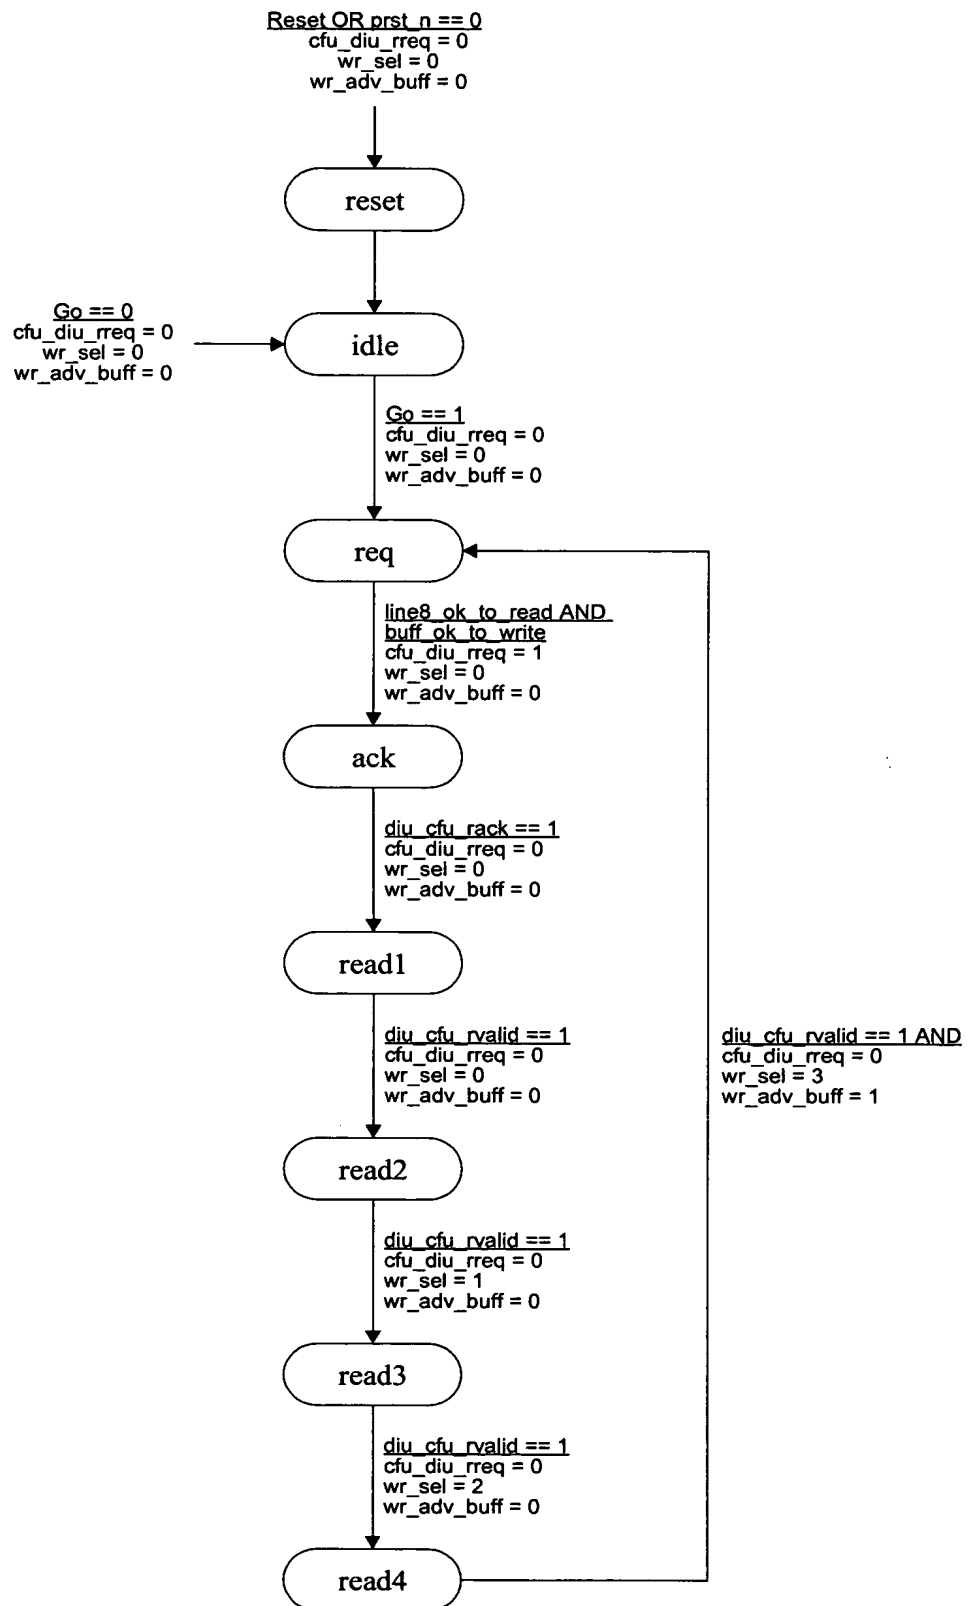 Reset OR prst_n == 0
cfu_diu_rreq = 0
wr_sel = 0
wr_adv_buff = 0
reset
Go == 0
cfu_diu_rreq = 0
wr_sel = 0
wr_adv_buff = 0
idle
Go == 1
cfu_diu_rreq = 0
wr_sel = 0
wr_adv_buff = 0
req
line8_ok_to_read AND
buff_ok_to_write
cfu_diu_rreq = 1
wr_sel = 0
wr_adv_buff = 0
ack
diu_cfu_rack == 1
cfu_diu_rreq = 0
wr_sel = 0
wr_adv_buff = 0
read1
diu_cfu_rvalid == 1
cfu_diu_rreq = 0
wr_sel = 0
wr_adv_buff = 0
diu_cfu_rvalid == 1 AND
cfu_diu_rreq = 0
wr_sel = 3
wr_adv_buff = 1
read2
diu_cfu_rvalid == 1
cfu_diu_rreq = 0
wr_sel = 1
wr_adv_buff = 0
read3
diu_cfu_rvalid == 1
cfu_diu_rreq = 0
wr_sel = 2
wr_adv_buff = 0
read4